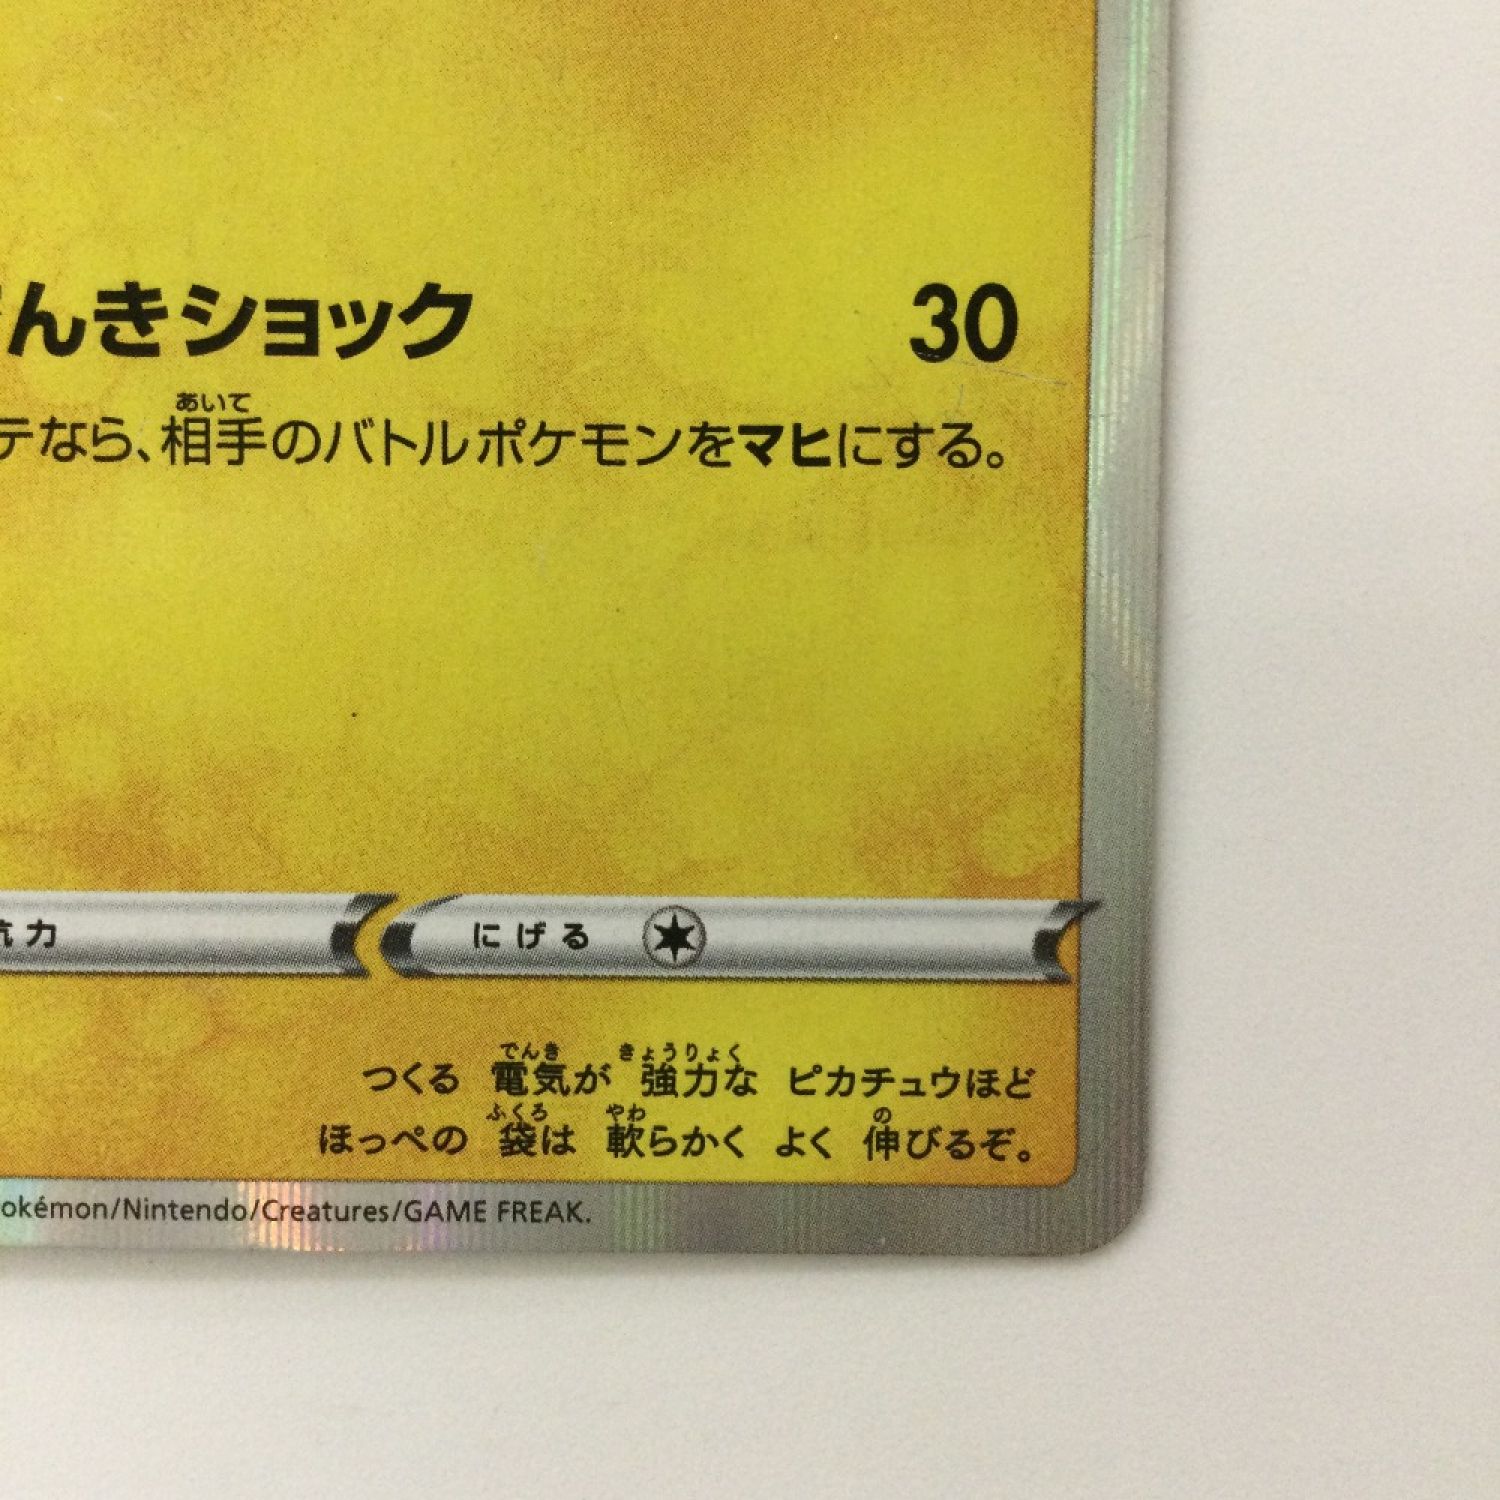 んきショック 30
あいて
テなら、相手のバトルポケモンをマヒにする。
力 にげる
でんき きょうりょく
つくる 電気が 強力な ピカチュウほど
ふくろ やわ の
ほっぺの 袋は 軟らかく よく 伸びるぞ。
okémon/Nintendo/Creatures/GAME FREAK.